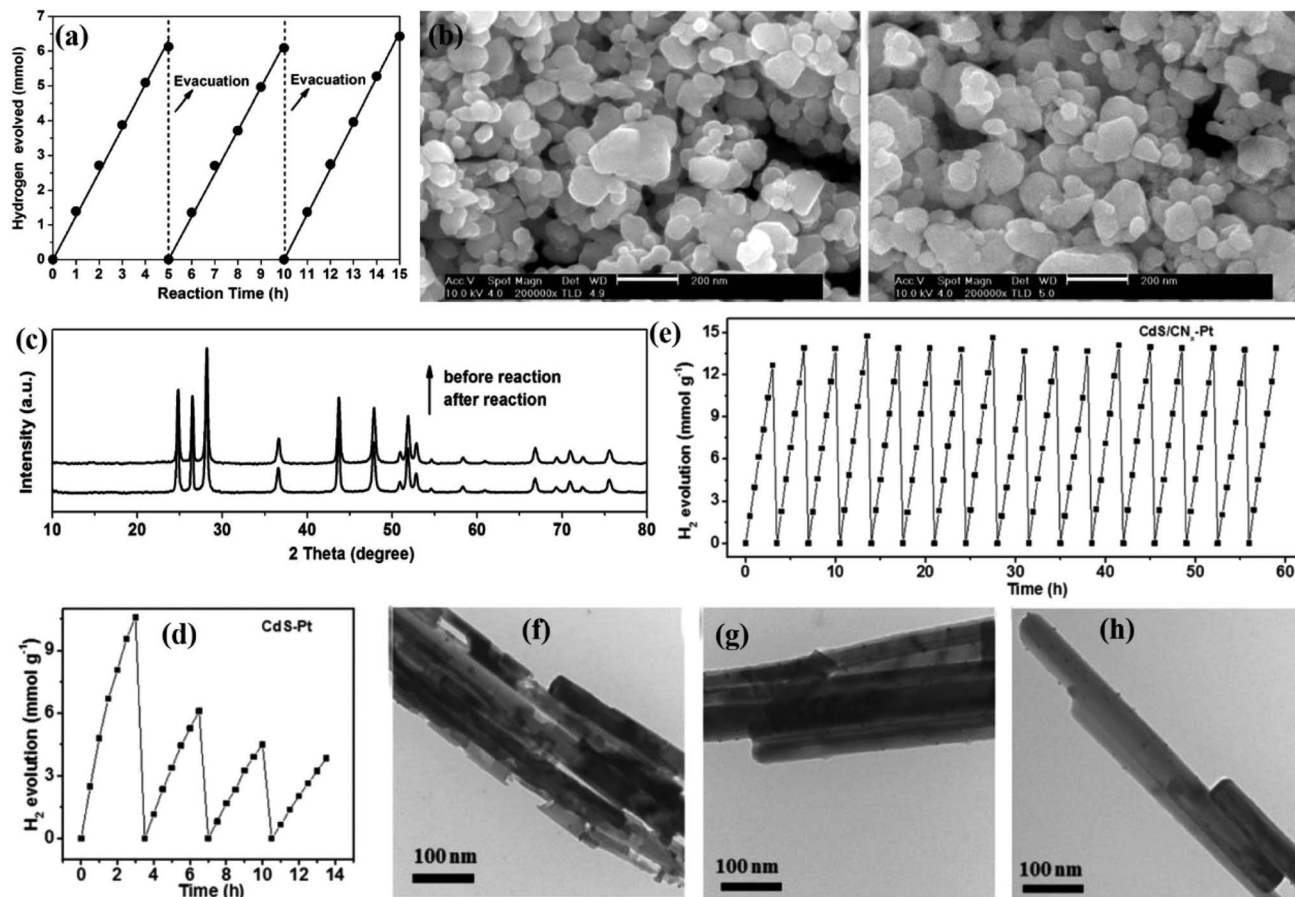 (a)
Hydrogen evolved (mmol)
7
6
5
4
3
2
1
0
Evacuation
Evacuation
0 1 2 3 4 5 6 7 8 9 10 11 12 13 14 15
Reaction Time (h)
(b)
Acc.V Spot Magn Det WD 200 nm
10.0 kV 4.0 200000x TLD 4.9
Acc.V Spot Magn Det WD 200 nm
10.0 kV 4.0 200000x TLD 5.0
(c)
Intensity (a.u.)
before reaction
after reaction
10 20 30 40 50 60 70 80
2 Theta (degree)
(e)
CdS/CNₓ-Pt
H₂ evolution (mmol g⁻¹)
15
12
9
6
3
0
0 10 20 30 40 50 60
Time (h)
(d)
CdS-Pt
H₂ evolution (mmol g⁻¹)
9
6
3
0
0 2 4 6 8 10 12 14
Time (h)
(f)
100 nm
(g)
100 nm
(h)
100 nm